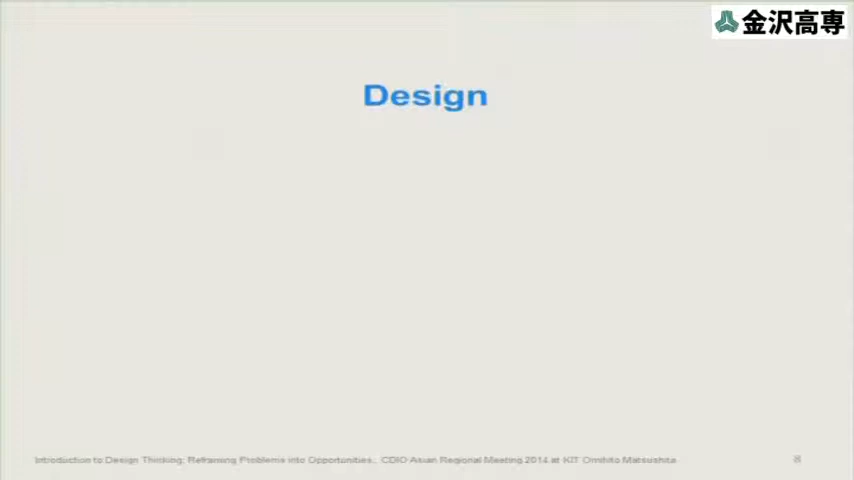 金沢高専
Design
Introduction to Design Thinking: Reframing Problems into Opportunities.. CDIO Asian Regional Meeting 2014 at KIT Omihito Matsushita
8